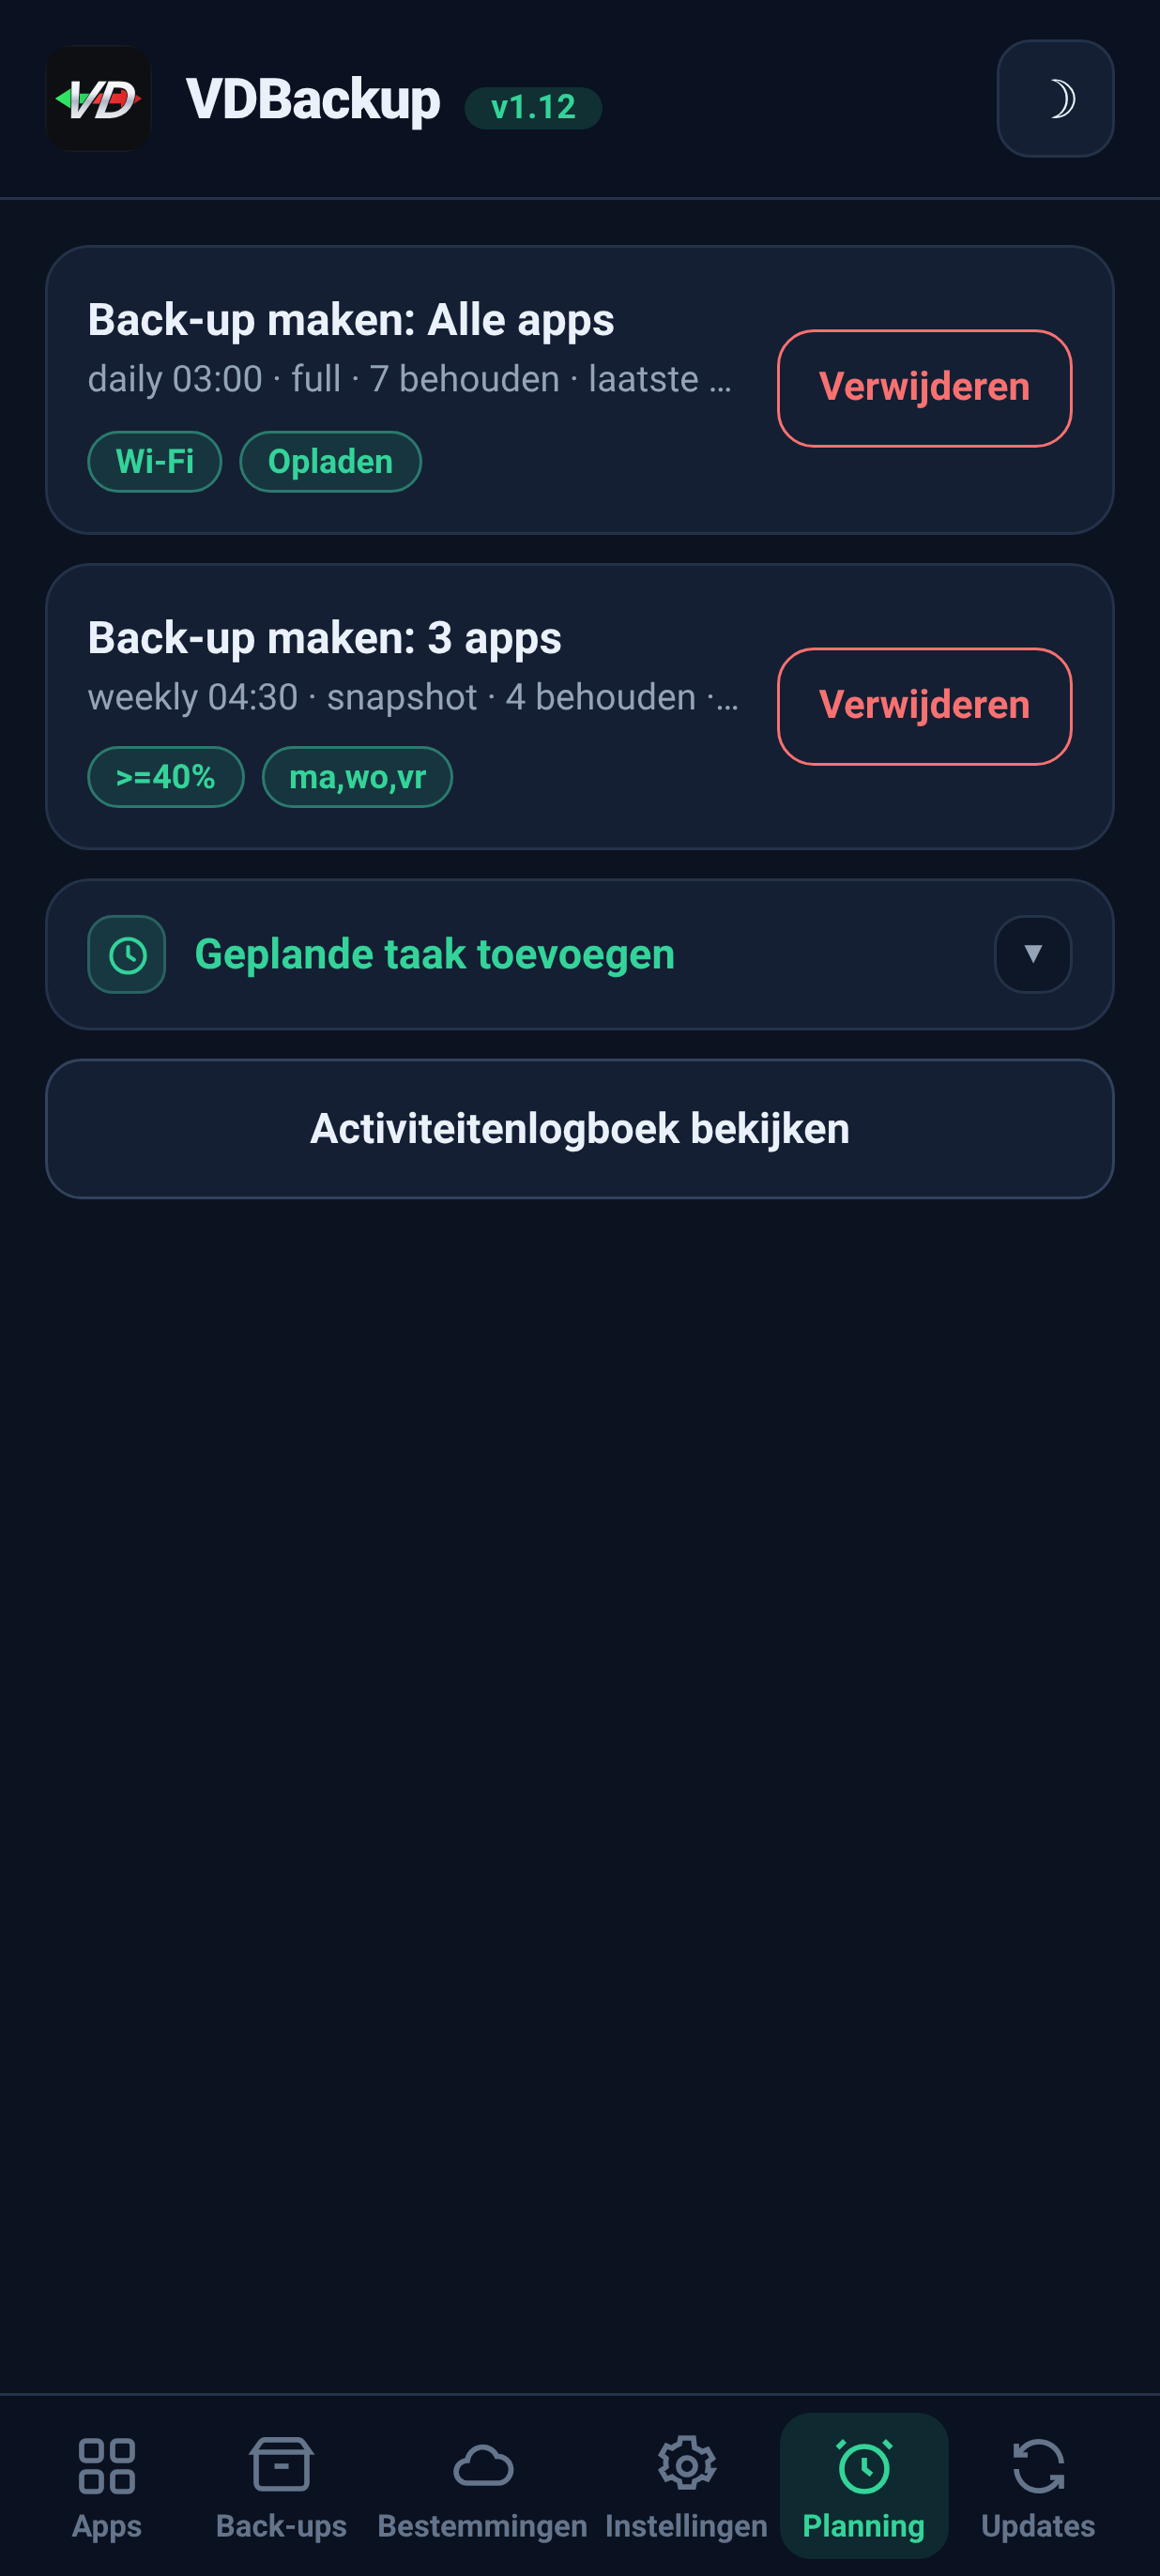 VD
VDBackup v1.12
Back-up maken: Alle apps
daily 03:00 · full · 7 behouden · laatste …
Verwijderen
Wi-Fi
Opladen
Back-up maken: 3 apps
weekly 04:30 · snapshot · 4 behouden ·…
Verwijderen
>=40%
ma,wo,vr
Geplande taak toevoegen
Activiteitenlogboek bekijken
Apps
Back-ups
Bestemmingen
Instellingen
Planning
Updates